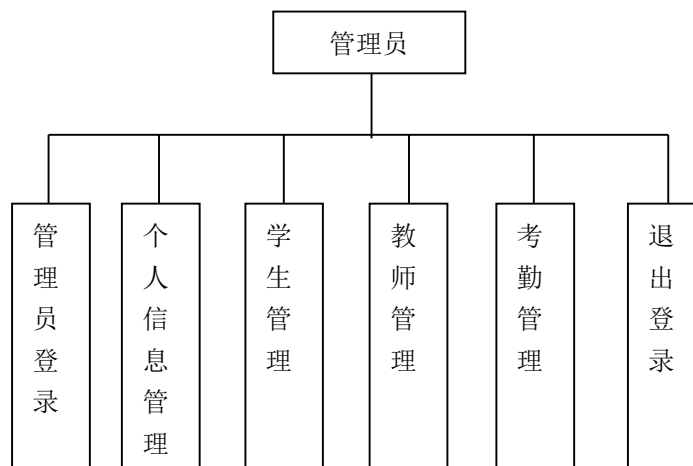 管理员
管理员登录
个人信息管理
学生管理
教师管理
考勤管理
退出登录